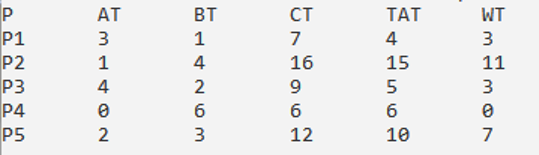 P AT BT CT TAT WT
P1 3 1 7 4 3
P2 1 4 16 15 11
P3 4 2 9 5 3
P4 0 6 6 6 0
P5 2 3 12 10 7